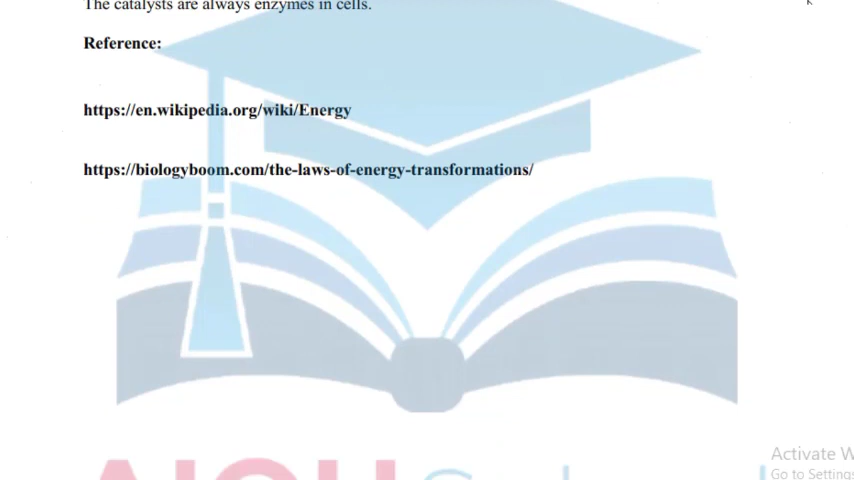 The catalysts are always enzymes in cells.
Reference:
https://en.wikipedia.org/wiki/Energy
https://biologyboom.com/the-laws-of-energy-transformations/
Activate W
Go to Settings